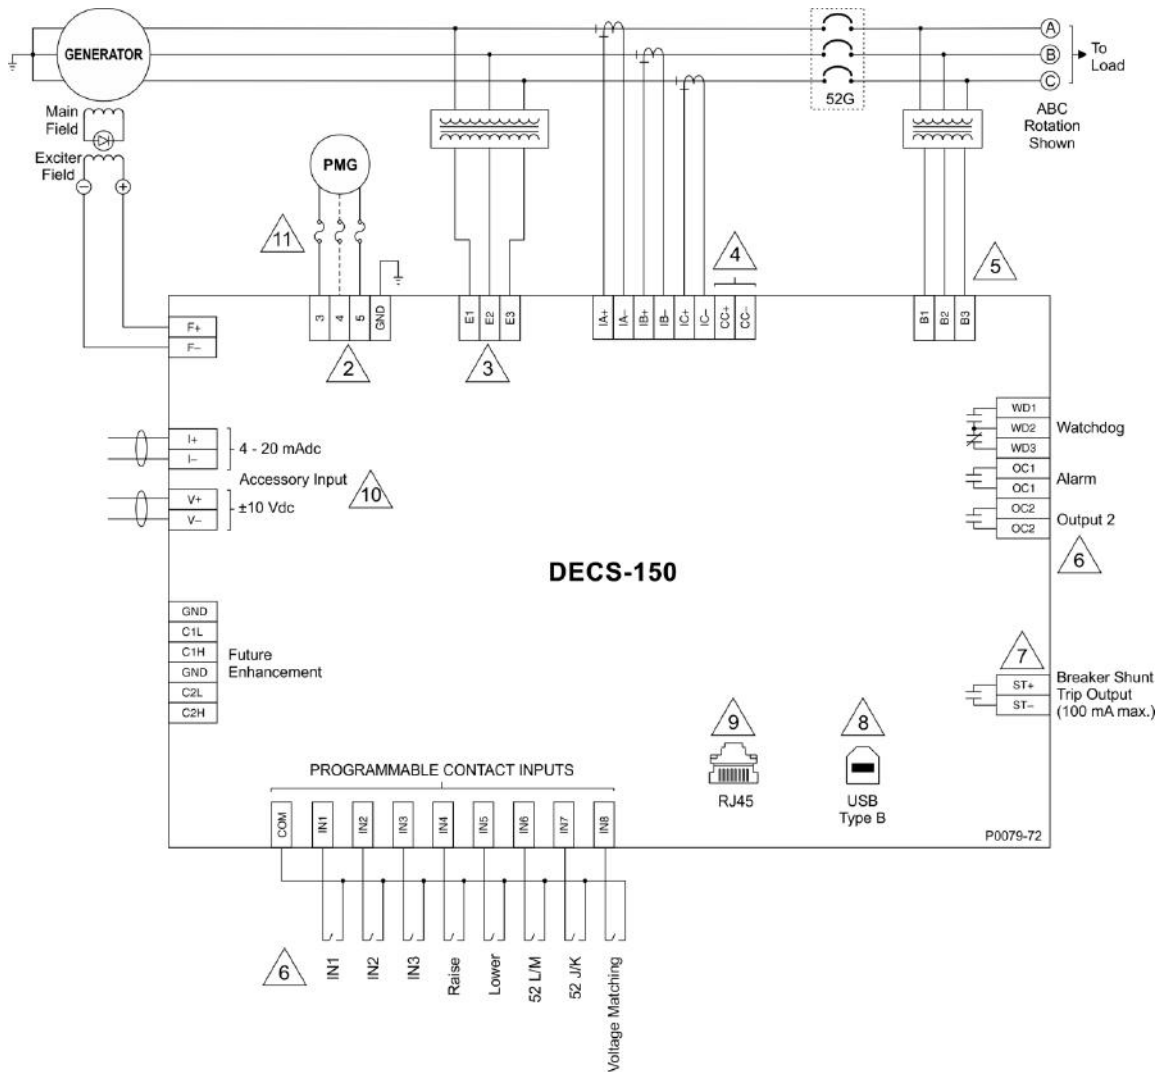 GENERATOR
A
B
C
To
Load
52G
ABC
Rotation
Shown
Main
Field
Exciter
Field
PMG
11
4
5
3
4
5
GND
E1
E2
E3
IA+
IA–
IB+
IB–
IC+
IC–
CC+
CC–
B1
B2
B3
2
3
F+
F–
I+
I–
4 - 20 mAdc
Accessory Input
10
V+
V–
±10 Vdc
WD1
WD2
WD3
Watchdog
OC1
OC1
Alarm
OC2
OC2
Output 2
6
DECS-150
GND
C1L
C1H
GND
C2L
C2H
Future
Enhancement
7
ST+
ST–
Breaker Shunt
Trip Output
(100 mA max.)
9
RJ45
8
USB
Type B
PROGRAMMABLE CONTACT INPUTS
COM
IN1
IN2
IN3
IN4
IN5
IN6
IN7
IN8
P0079-72
6
IN1
IN2
IN3
Raise
Lower
52 L/M
52 J/K
Voltage Matching